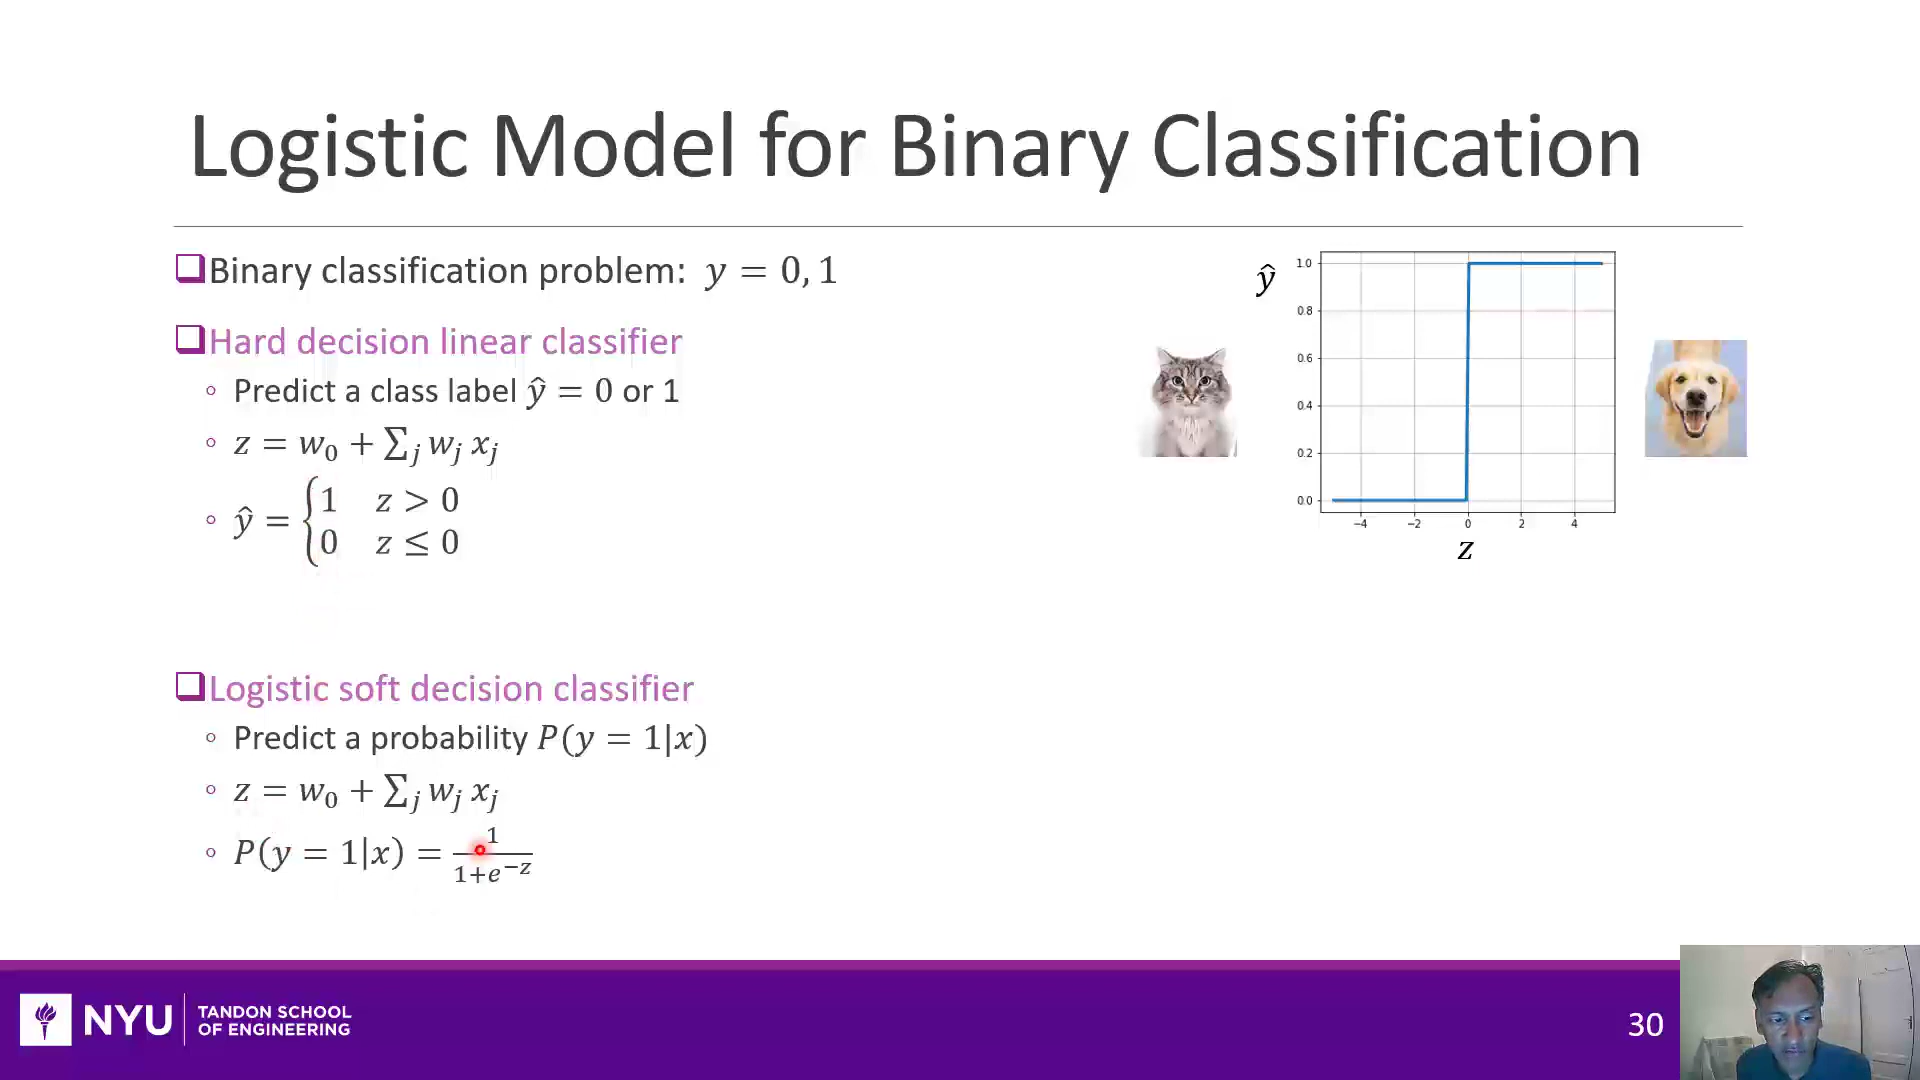 Logistic Model for Binary Classification
Binary classification problem: y = 0, 1
Hard decision linear classifier
Predict a class label ŷ = 0 or 1
z = w₀ + ∑ⱼ wⱼ xⱼ
ŷ = { 1 z > 0
0 z ≤ 0
Logistic soft decision classifier
Predict a probability P(y = 1|x)
z = w₀ + ∑ⱼ wⱼ xⱼ
P(y = 1|x) = 1 / (1+e^{−z})
ŷ
1.0
0.8
0.6
0.4
0.2
0.0
−4 −2 0 2 4
z
NYU
TANDON SCHOOL
OF ENGINEERING
30